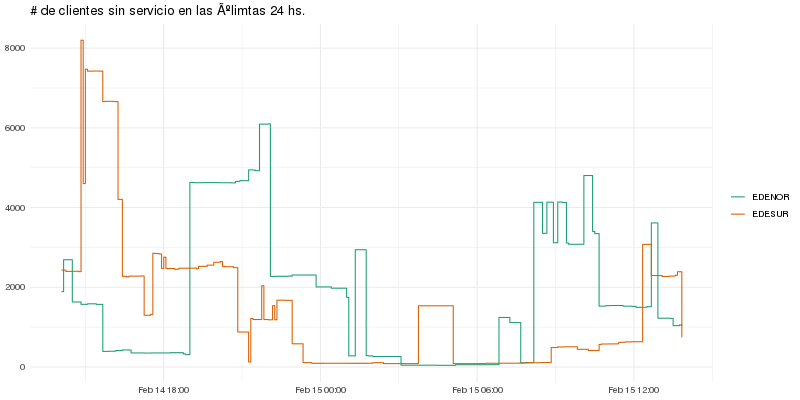 # de clientes sin servicio en las Ãºlimtas 24 hs.
8000
6000
4000
2000
0
Feb 14 18:00
Feb 15 00:00
Feb 15 06:00
Feb 15 12:00
EDENOR
EDESUR